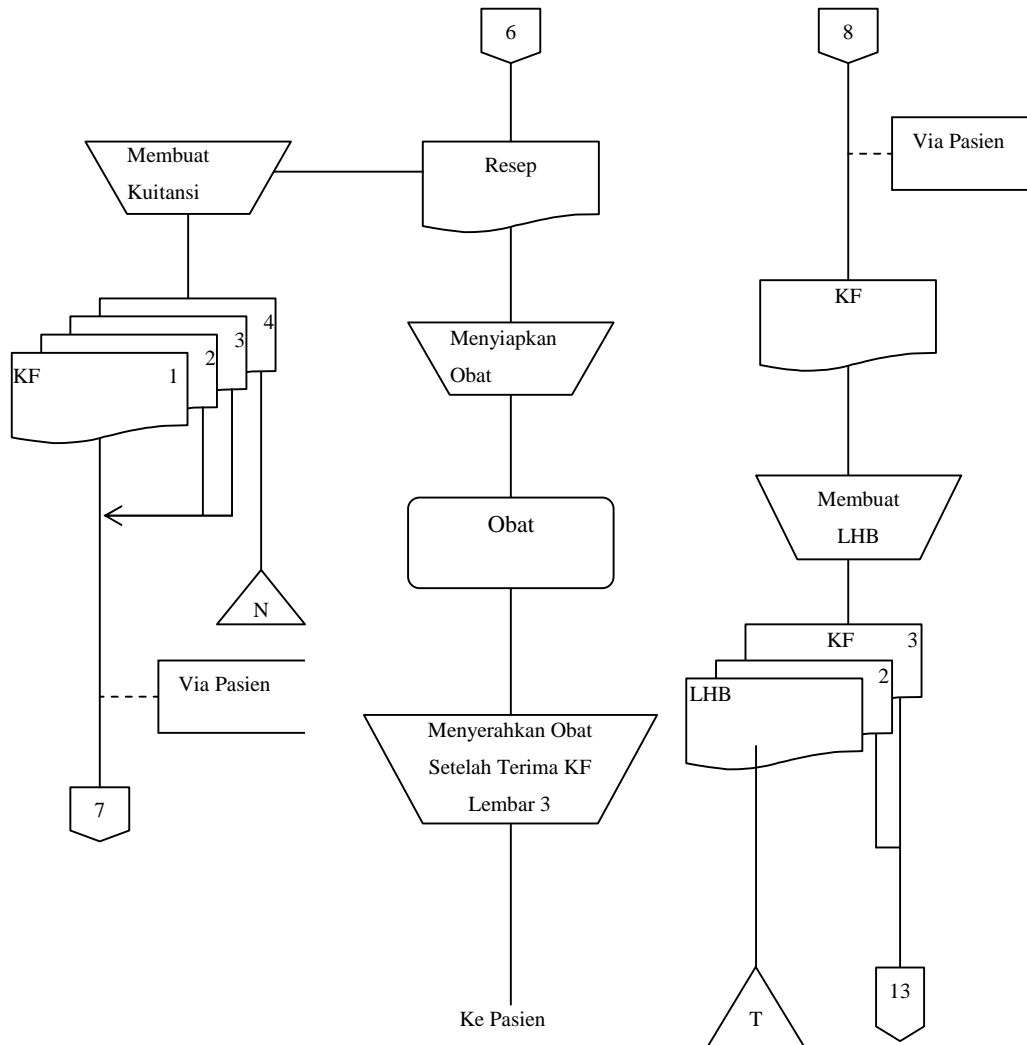 6
8
Via Pasien
Membuat
Kuitansi
Resep
KF
4
3
2
KF 1
Menyiapkan
Obat
Membuat
LHB
Obat
N
KF 3
2
LHB
Via Pasien
Menyerahkan Obat
Setelah Terima KF
Lembar 3
7
13
T
Ke Pasien